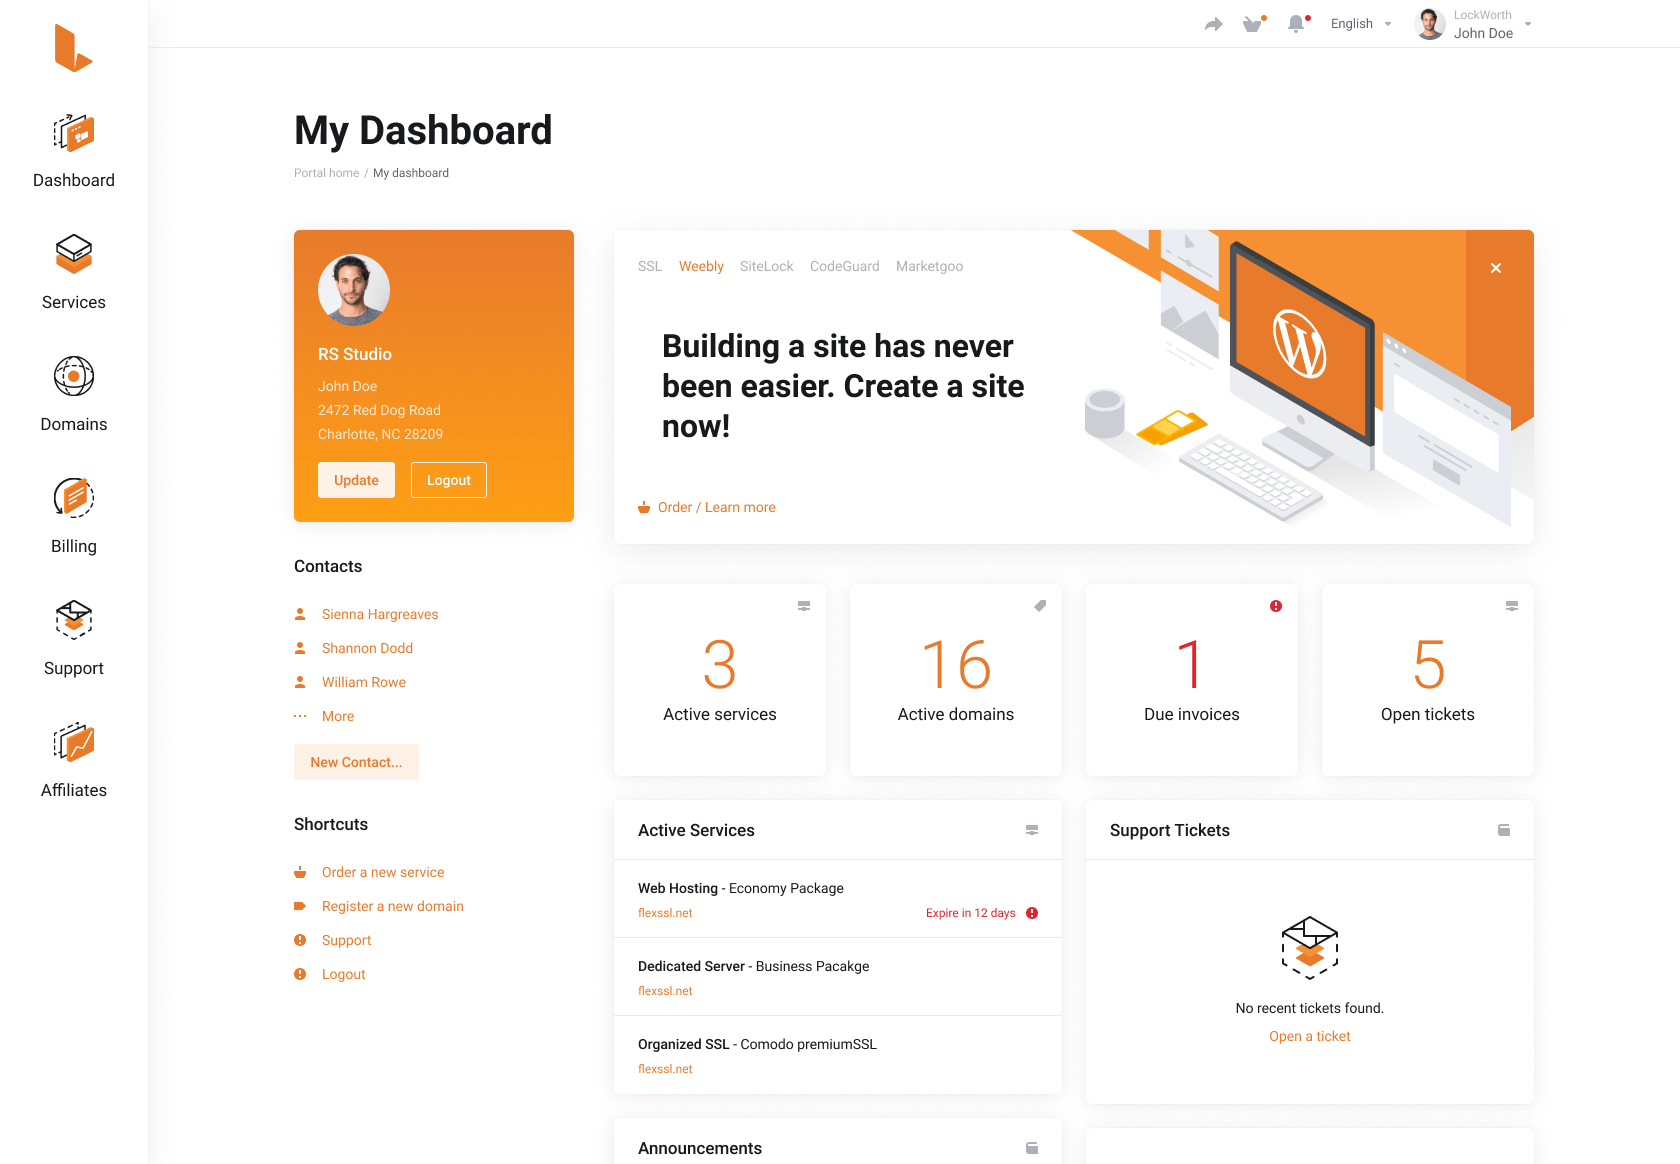 LockWorth
English
John Doe
Dashboard
Services
Domains
Billing
Support
Affiliates
My Dashboard
Portal home / My dashboard
RS Studio
John Doe
2472 Red Dog Road
Charlotte, NC 28209
Update
Logout
Contacts
Sienna Hargreaves
Shannon Dodd
William Rowe
More
New Contact...
Shortcuts
Order a new service
Register a new domain
Support
Logout
SSL Weebly SiteLock CodeGuard Marketgoo
Building a site has never
been easier. Create a site
now!
Order / Learn more
3
Active services
16
Active domains
1
Due invoices
5
Open tickets
Active Services
Web Hosting - Economy Package
flexssl.net
Expire in 12 days
Dedicated Server - Business Pacakge
flexssl.net
Organized SSL - Comodo premiumSSL
flexssl.net
Support Tickets
No recent tickets found.
Open a ticket
Announcements